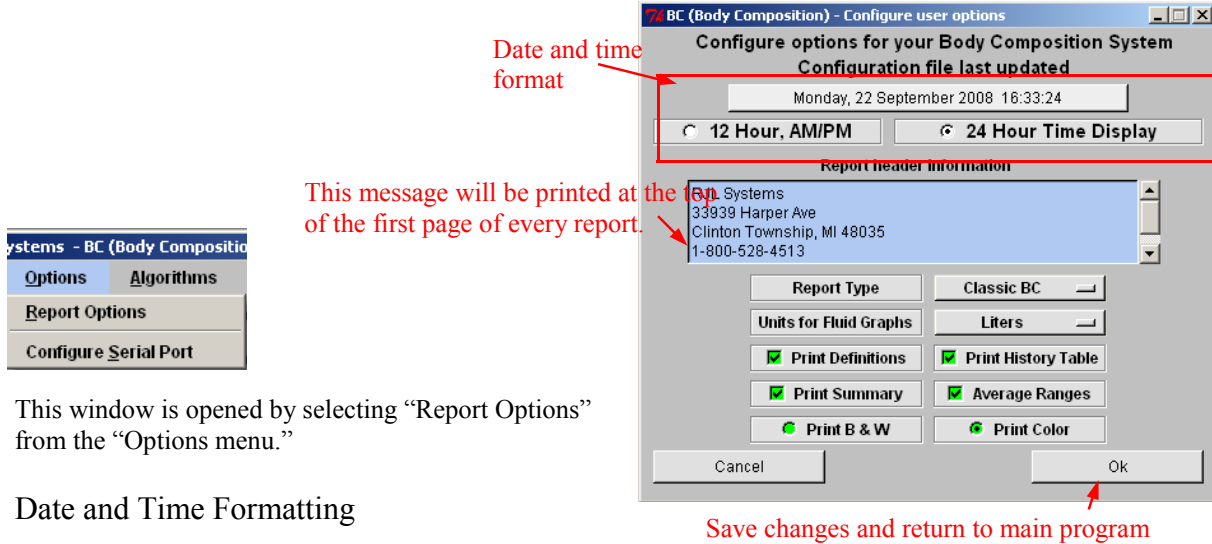 BC (Body Composition) - Configure user options
Configure options for your Body Composition System
Configuration file last updated
Date and time
format
Monday, 22 September 2008 16:33:24
12 Hour, AM/PM
24 Hour Time Display
Report header information
This message will be printed at the top
of the first page of every report.
RJL Systems
33939 Harper Ave
Clinton Township, MI 48035
1-800-528-4513
ystems - BC (Body Compositio
Options Algorithms
Report Options
Configure Serial Port
Report Type
Classic BC
Units for Fluid Graphs
Liters
Print Definitions
Print History Table
Print Summary
Average Ranges
Print B & W
Print Color
Cancel
Ok
This window is opened by selecting “Report Options”
from the “Options menu.”
Date and Time Formatting
Save changes and return to main program